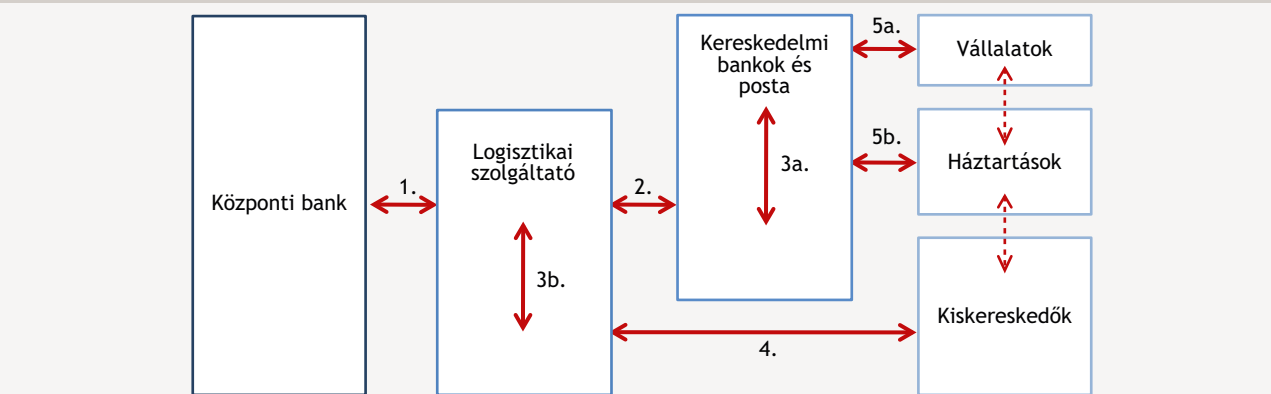 Központi bank
1.
Logisztikai
szolgáltató
3b.
2.
Kereskedelmi
bankok és
posta
3a.
4.
5a.
Vállalatok
5b.
Háztartások
Kiskereskedők